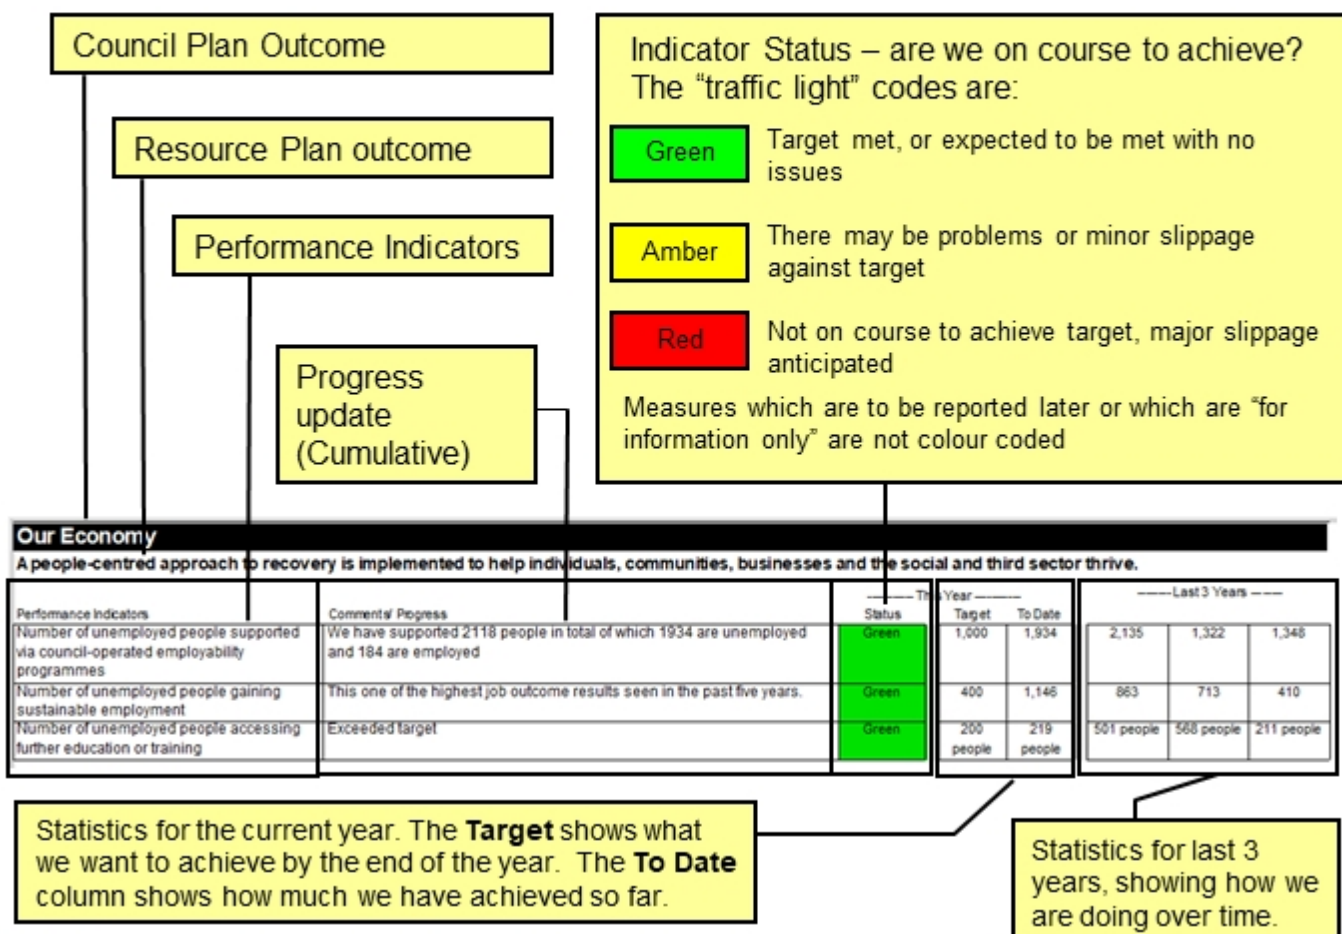 Council Plan Outcome
Resource Plan outcome
Performance Indicators
Progress
update
(Cumulative)
Indicator Status – are we on course to achieve?
The “traffic light” codes are:
Green
Target met, or expected to be met with no
issues
Amber
There may be problems or minor slippage
against target
Red
Not on course to achieve target, major slippage
anticipated
Measures which are to be reported later or which are “for
information only” are not colour coded
Our Economy
A people-centred approach to recovery is implemented to help individuals, communities, businesses and the social and third sector thrive.
------------ This Year ------------ --------Last 3 Years -------
Performance Indicators Comments/ Progress Status Target To Date
Number of unemployed people supported We have supported 2118 people in total of which 1934 are unemployed Green 1,000 1,934 2,135 1,322 1,348
via council-operated employability and 184 are employed
programmes
Number of unemployed people gaining This one of the highest job outcome results seen in the past five years. Green 400 1,146 863 713 410
sustainable employment
Number of unemployed people accessing Exceeded target Green 200 219 501 people 568 people 211 people
further education or training people people
Statistics for the current year. The Target shows what
we want to achieve by the end of the year. The To Date
column shows how much we have achieved so far.
Statistics for last 3
years, showing how we
are doing over time.